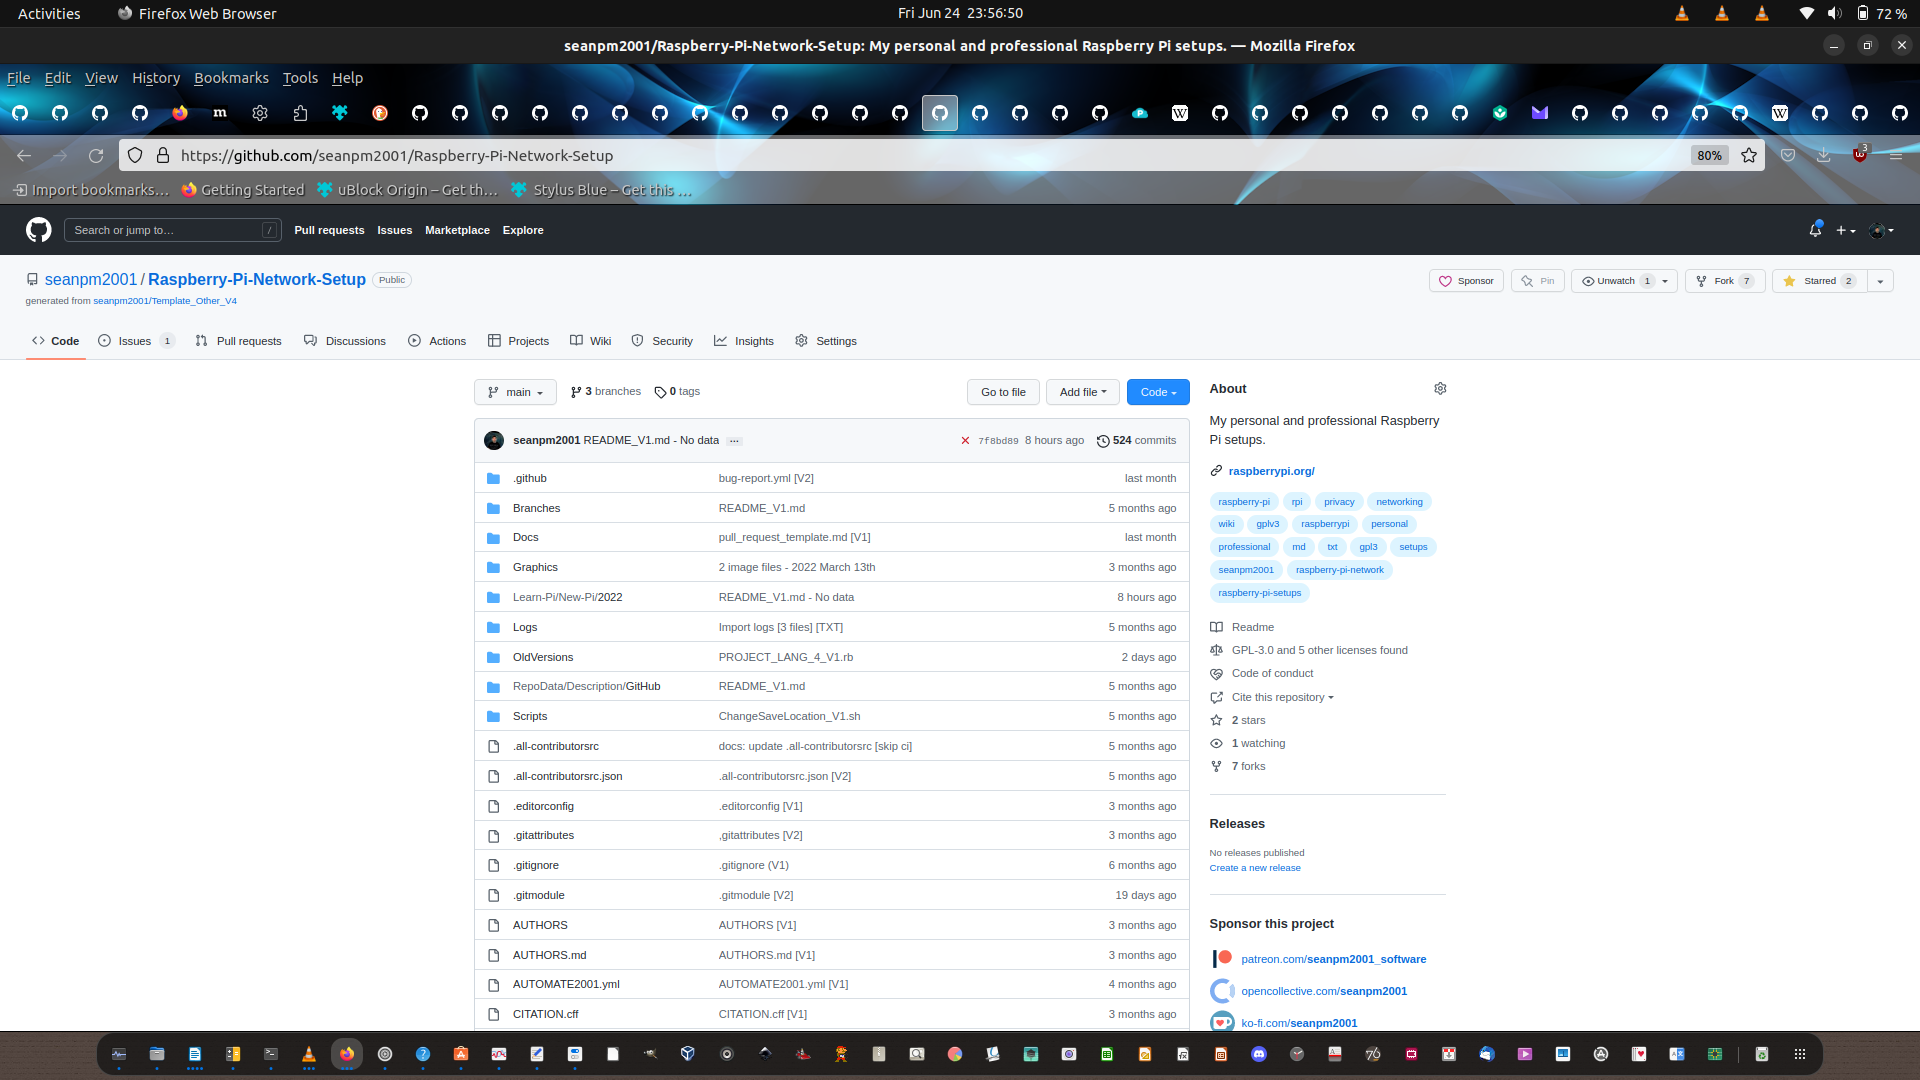 Activities
Firefox Web Browser
Fri Jun 24 23:56:50
72 %
seanpm2001/Raspberry-Pi-Network-Setup: My personal and professional Raspberry Pi setups. — Mozilla Firefox
File Edit View History Bookmarks Tools Help
https://github.com/seanpm2001/Raspberry-Pi-Network-Setup
80%
3
Import bookmarks…
Getting Started
uBlock Origin – Get th…
Stylus Blue – Get this …
Search or jump to…
/
Pull requests Issues Marketplace Explore
seanpm2001 / Raspberry-Pi-Network-Setup Public
generated from seanpm2001/Template_Other_V4
Sponsor
Pin
Unwatch 1
Fork 7
Starred 2
Code
Issues 1
Pull requests
Discussions
Actions
Projects
Wiki
Security
Insights
Settings
main
3 branches
0 tags
Go to file
Add file
Code
seanpm2001 README_V1.md - No data ...
7f8bd89 8 hours ago
524 commits
.github bug-report.yml [V2] last month
Branches README_V1.md 5 months ago
Docs pull_request_template.md [V1] last month
Graphics 2 image files - 2022 March 13th 3 months ago
Learn-Pi/New-Pi/2022 README_V1.md - No data 8 hours ago
Logs Import logs [3 files] [TXT] 5 months ago
OldVersions PROJECT_LANG_4_V1.rb 2 days ago
RepoData/Description/GitHub README_V1.md 5 months ago
Scripts ChangeSaveLocation_V1.sh 5 months ago
.all-contributorsrc docs: update .all-contributorsrc [skip ci] 5 months ago
.all-contributorsrc.json .all-contributorsrc.json [V2] 5 months ago
.editorconfig .editorconfig [V1] 3 months ago
.gitattributes ,gitattributes [V2] 3 months ago
.gitignore .gitignore (V1) 6 months ago
.gitmodule .gitmodule [V2] 19 days ago
AUTHORS AUTHORS [V1] 3 months ago
AUTHORS.md AUTHORS.md [V1] 3 months ago
AUTOMATE2001.yml AUTOMATE2001.yml [V1] 4 months ago
CITATION.cff CITATION.cff [V1] 3 months ago
About
My personal and professional Raspberry
Pi setups.
raspberrypi.org/
raspberry-pi rpi privacy networking
wiki gplv3 raspberrypi personal
professional md txt gpl3 setups
seanpm2001 raspberry-pi-network
raspberry-pi-setups
Readme
GPL-3.0 and 5 other licenses found
Code of conduct
Cite this repository
2 stars
1 watching
7 forks
Releases
No releases published
Create a new release
Sponsor this project
patreon.com/seanpm2001_software
opencollective.com/seanpm2001
ko-fi.com/seanpm2001